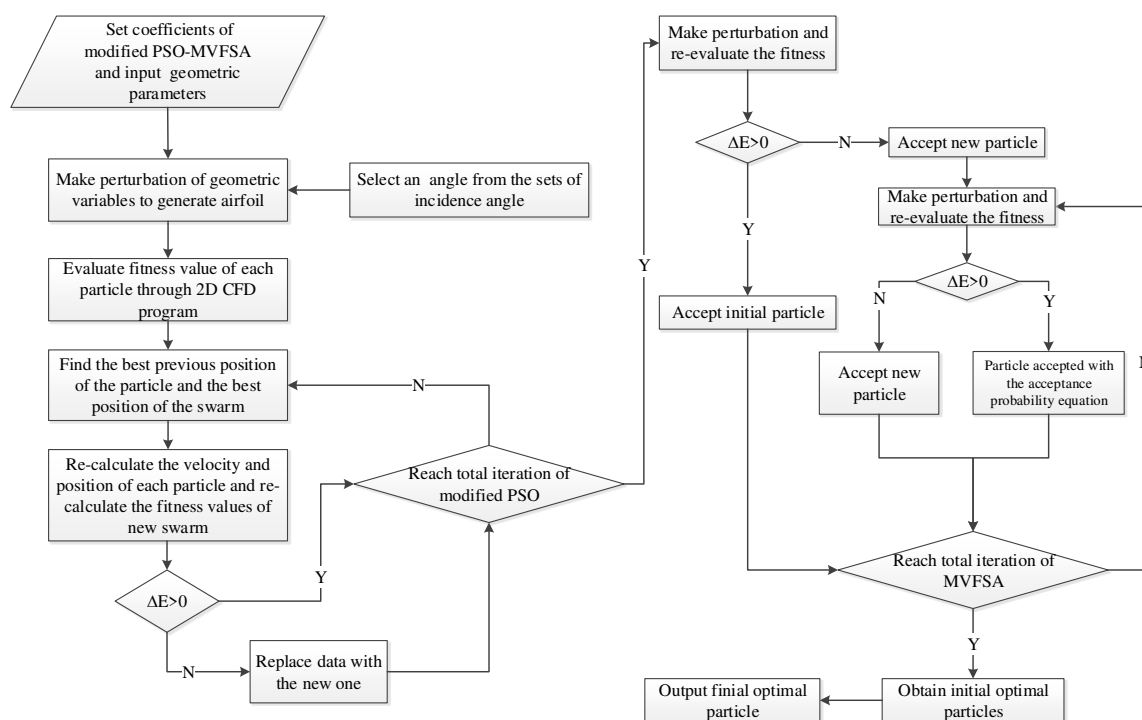 Set coefficients of
modified PSO-MVFSA
and input geometric
parameters
Make perturbation of geometric
variables to generate airfoil
Select an angle from the sets of
incidence angle
Evaluate fitness value of each
particle through 2D CFD
program
Find the best previous position
of the particle and the best
position of the swarm
N
Re-calculate the velocity and
position of each particle and re-
calculate the fitness values of
new swarm
Reach total iteration of
modified PSO
Y
ΔE>0
Y
N
Replace data with
the new one
Make perturbation and
re-evaluate the fitness
ΔE>0
N
Accept new particle
Y
Make perturbation and
re-evaluate the fitness
ΔE>0
N
Y
Accept initial particle
Accept new
particle
Particle accepted with
the acceptance
probability equation
Reach total iteration of
MVFSA
Y
Obtain initial optimal
particles
Output finial optimal
particle